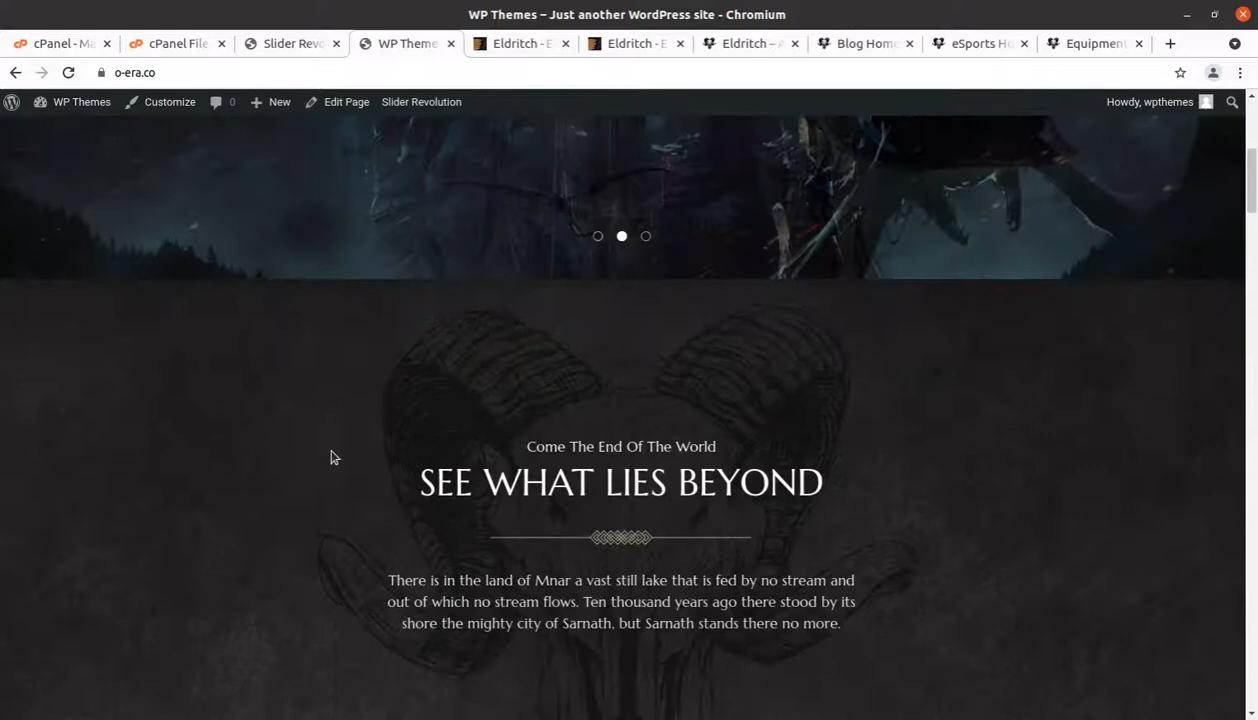 WP Themes – Just another WordPress site - Chromium
cPanel - Ma
cPanel File
Slider Revo
WP Theme
Eldritch - E
Eldritch - E
Eldritch – A
Blog Home
eSports Ho
Equipment
o-era.co
WP Themes
Customize
0
New
Edit Page
Slider Revolution
Howdy, wpthemes
Come The End Of The World
SEE WHAT LIES BEYOND
There is in the land of Mnar a vast still lake that is fed by no stream and
out of which no stream flows. Ten thousand years ago there stood by its
shore the mighty city of Sarnath, but Sarnath stands there no more.